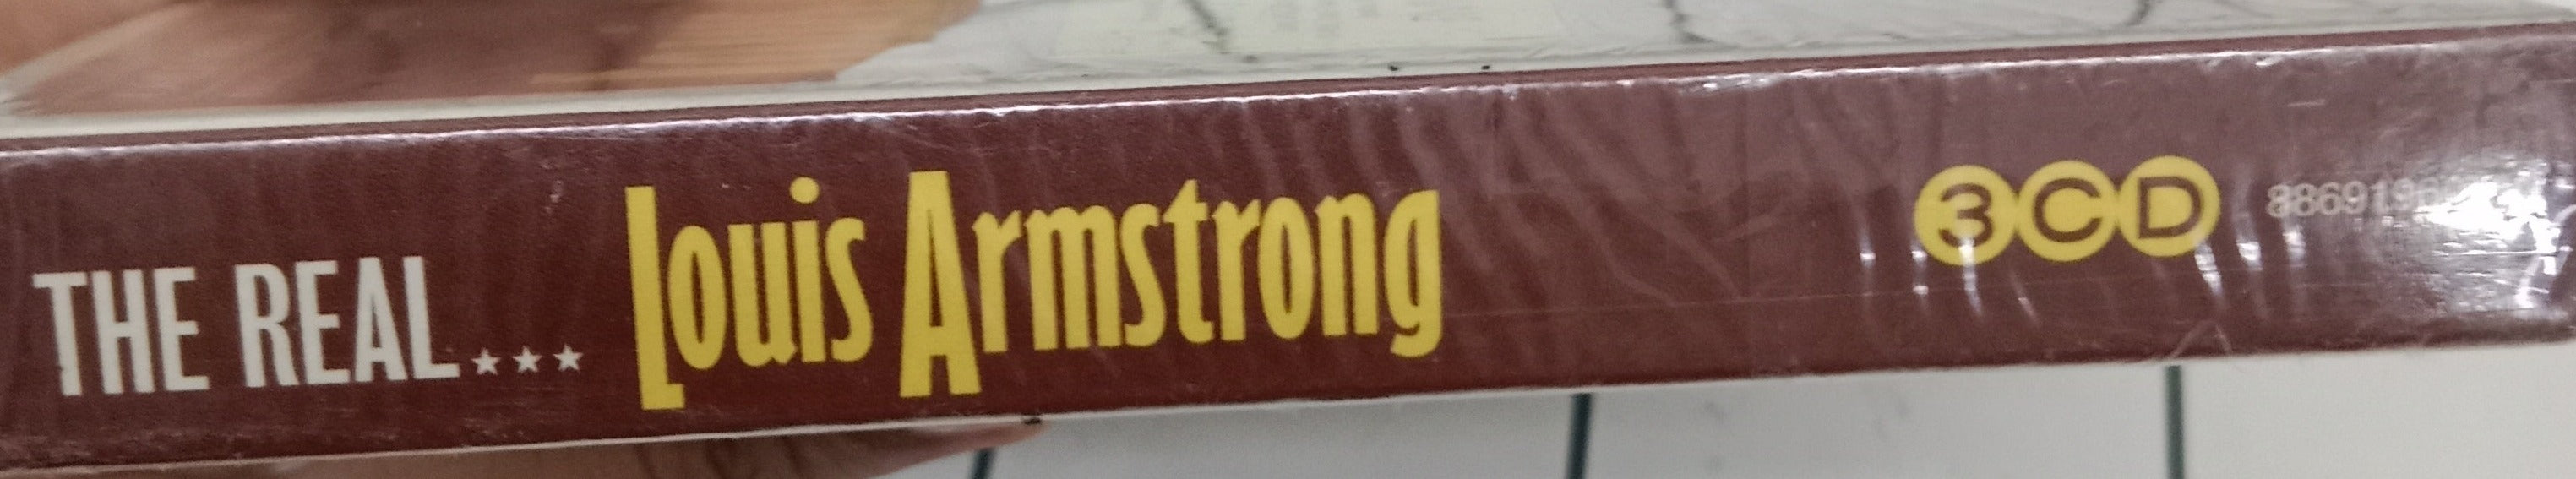 THE REAL... Louis Armstrong 3CD